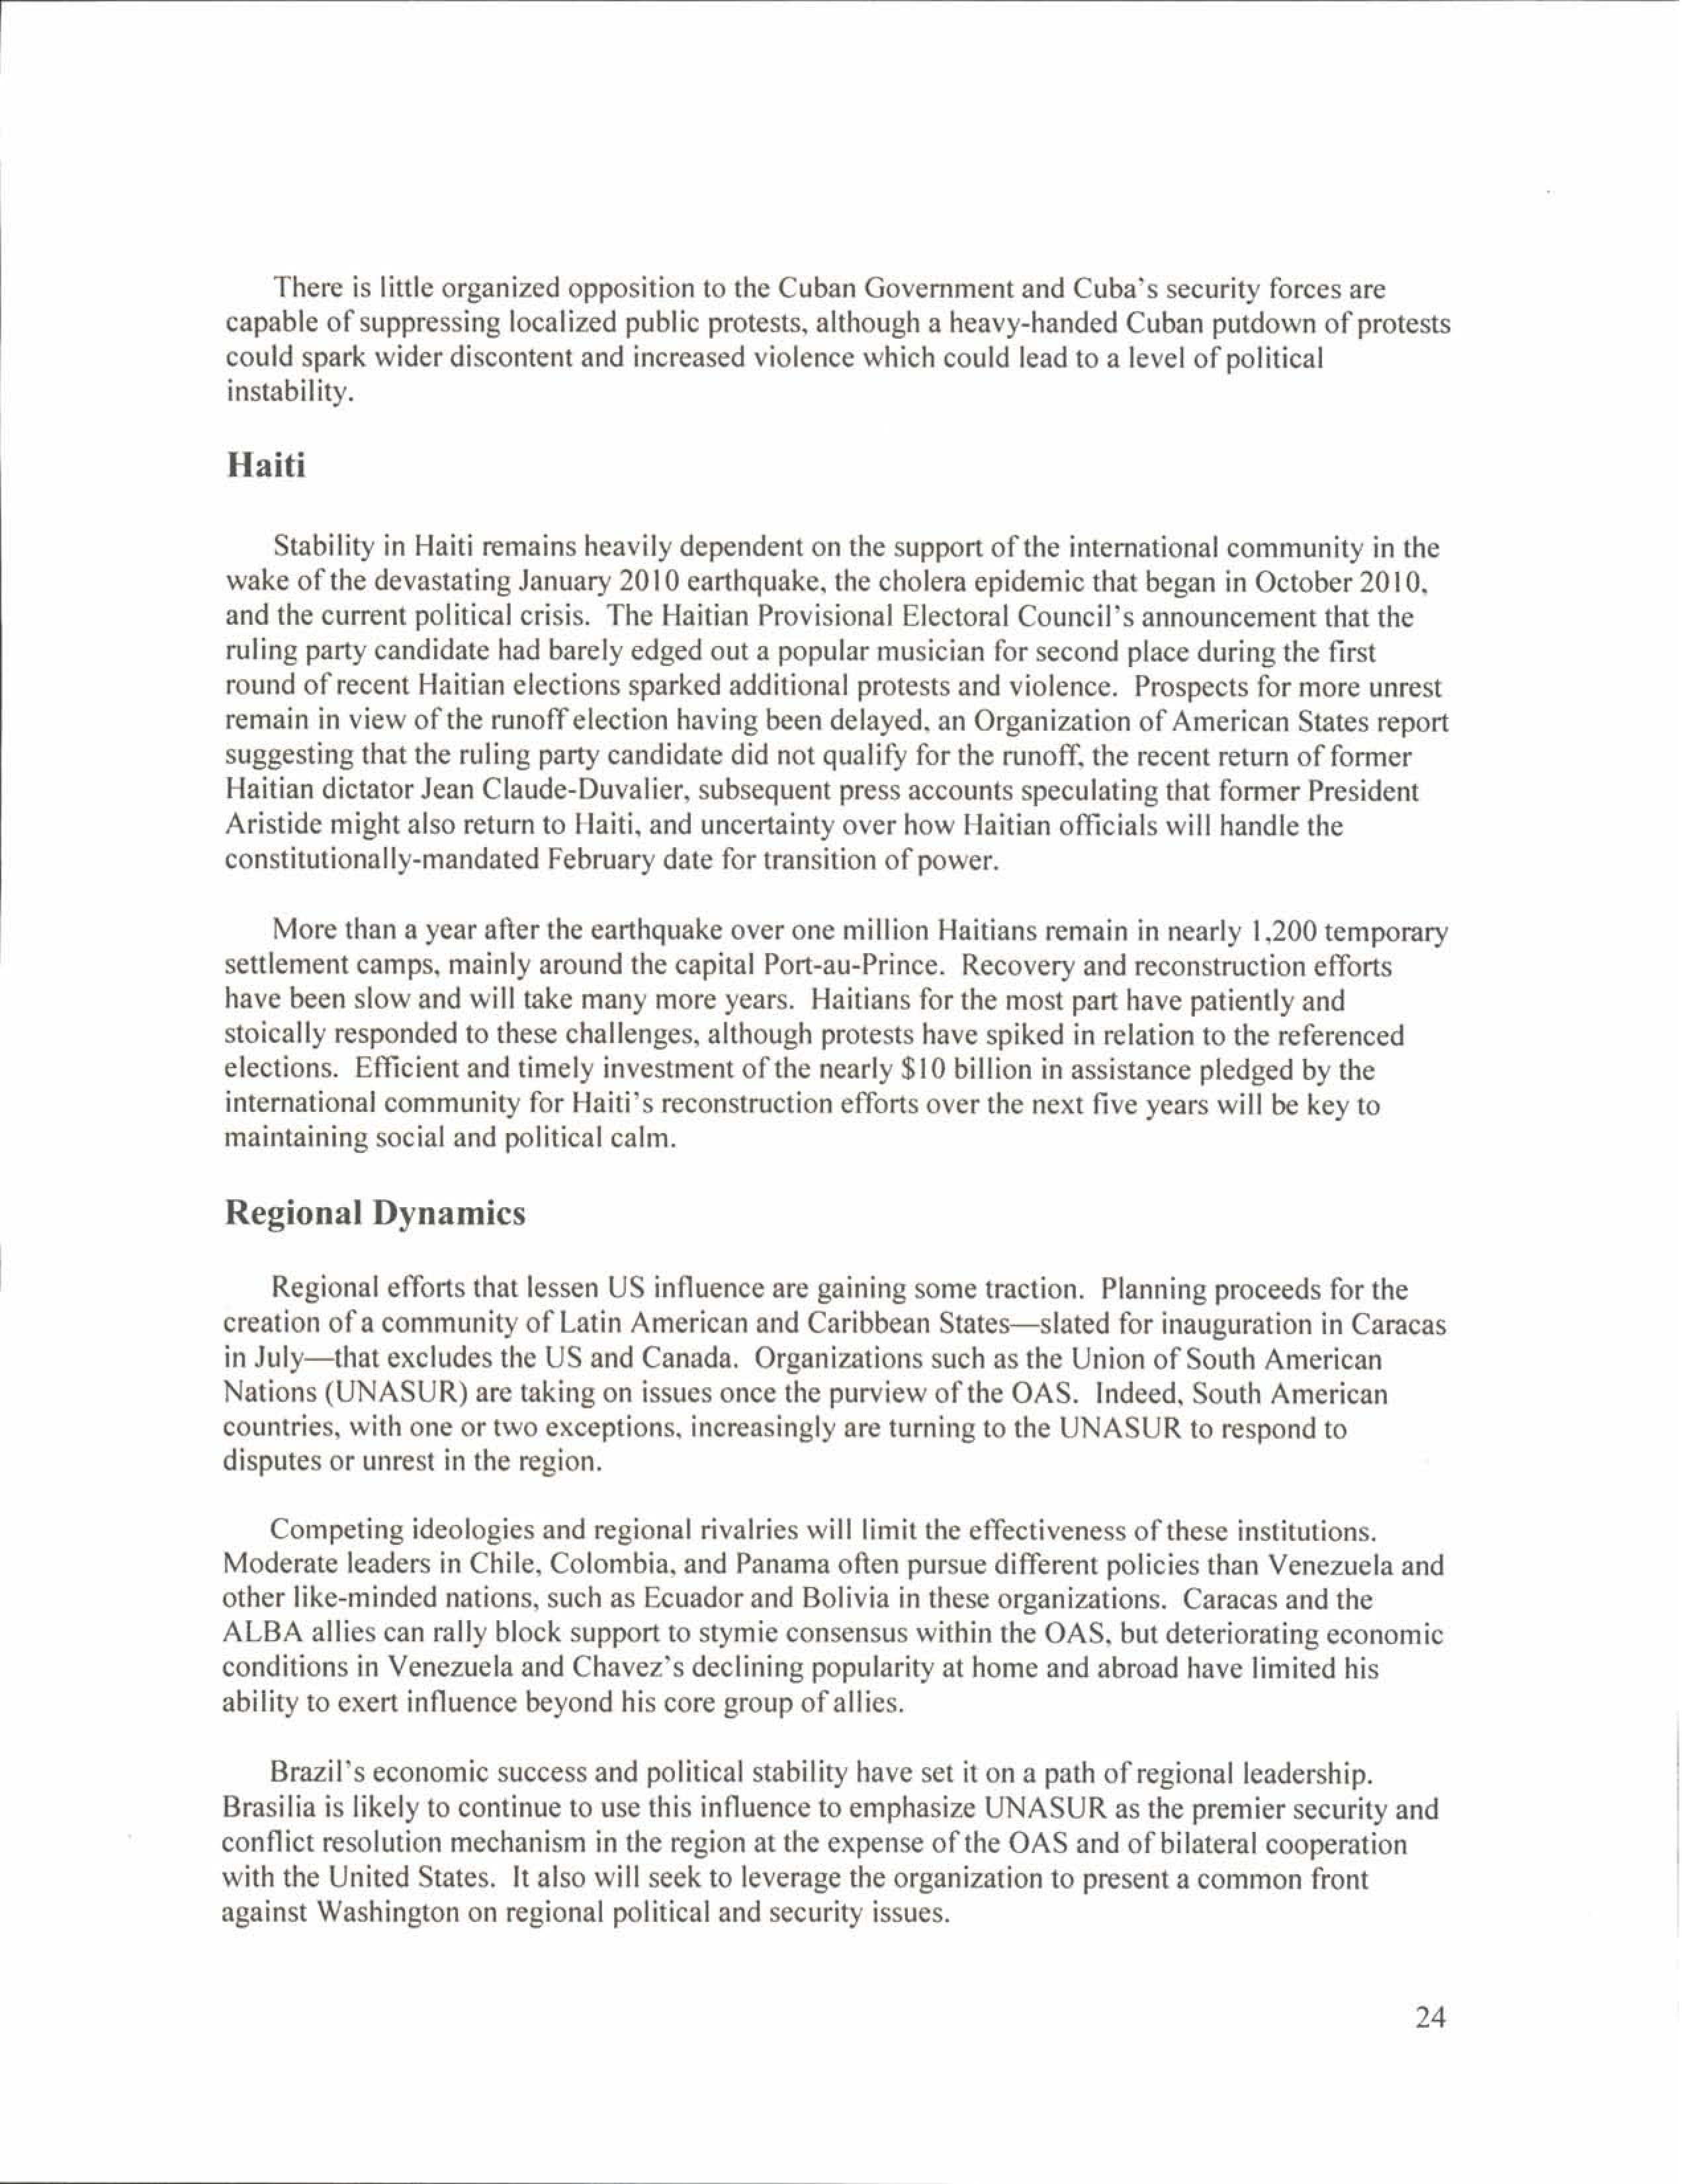 There is little organized opposition to the Cuban Government and Cuba's security forces are
capable of suppressing localized public protests, although a heavy-handed Cuban putdown of protests
could spark wider discontent and increased violence which could lead to a level of political
instability.
Haiti
Stability in Haiti remains heavily dependent on the support of the international community in the
wake of the devastating January 2010 earthquake, the cholera epidemic that began in October 2010,
and the current political crisis. The Haitian Provisional Electoral Council's announcement that the
ruling party candidate had barely edged out a popular musician for second place during the first
round of recent Haitian elections sparked additional protests and violence. Prospects for more unrest
remain in view of the runoff election having been delayed, an Organization of American States report
suggesting that the ruling party candidate did not qualify for the runoff, the recent return of former
Haitian dictator Jean Claude-Duvalier, subsequent press accounts speculating that former President
Aristide might also return to Haiti, and uncertainty over how Haitian officials will handle the
constitutionally-mandated February date for transition of power.
More than a year after the earthquake over one million Haitians remain in nearly 1,200 temporary
settlement camps, mainly around the capital Port-au-Prince. Recovery and reconstruction efforts
have been slow and will take many more years. Haitians for the most part have patiently and
stoically responded to these challenges, although protests have spiked in relation to the referenced
elections. Efficient and timely investment of the nearly $10 billion in assistance pledged by the
international community for Haiti's reconstruction efforts over the next five years will be key to
maintaining social and political calm.
Regional Dynamics
Regional efforts that lessen US influence are gaining some traction. Planning proceeds for the
creation of a community of Latin American and Caribbean States—slated for inauguration in Caracas
in July—that excludes the US and Canada. Organizations such as the Union of South American
Nations (UNASUR) are taking on issues once the purview of the OAS. Indeed, South American
countries, with one or two exceptions, increasingly are turning to the UNASUR to respond to
disputes or unrest in the region.
Competing ideologies and regional rivalries will limit the effectiveness of these institutions.
Moderate leaders in Chile, Colombia, and Panama often pursue different policies than Venezuela and
other like-minded nations, such as Ecuador and Bolivia in these organizations. Caracas and the
ALBA allies can rally block support to stymie consensus within the OAS, but deteriorating economic
conditions in Venezuela and Chavez's declining popularity at home and abroad have limited his
ability to exert influence beyond his core group of allies.
Brazil's economic success and political stability have set it on a path of regional leadership.
Brasilia is likely to continue to use this influence to emphasize UNASUR as the premier security and
conflict resolution mechanism in the region at the expense of the OAS and of bilateral cooperation
with the United States. It also will seek to leverage the organization to present a common front
against Washington on regional political and security issues.
24